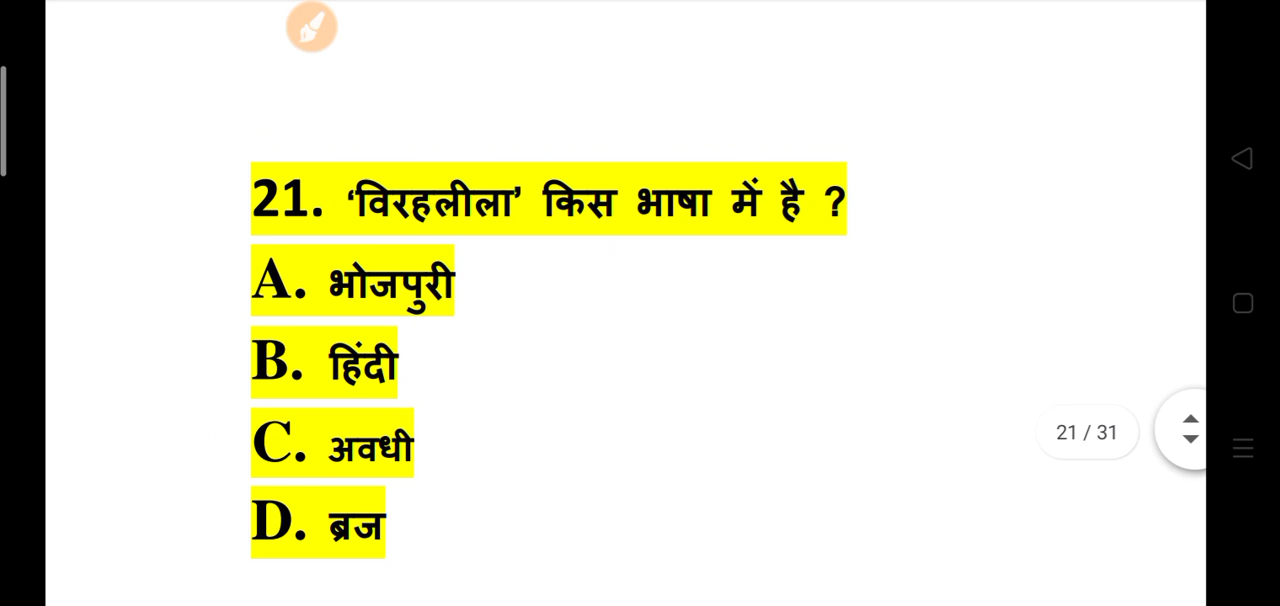 21. ‘विरहलीला’ किस भाषा में है ?
A. भोजपुरी
B. हिंदी
C. अवधी
21 / 31
D. ब्रज